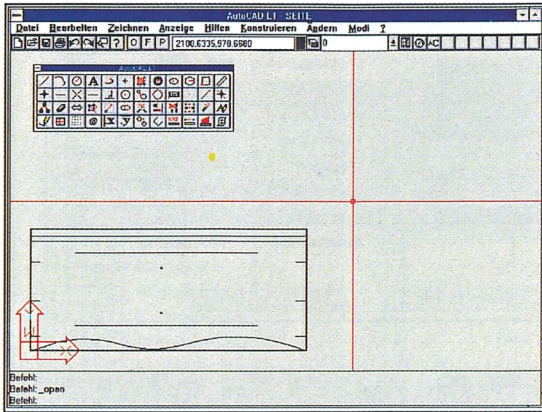 AutoCAD LT - SEITE
Datei Bearbeiten Zeichnen Anzeige Hilfen Konstruieren Ändern Modi ?
O F P 2100.6335,970.6600 0
AutoCAD LT
W
X
Befehl:
Befehl: _open
Befehl: